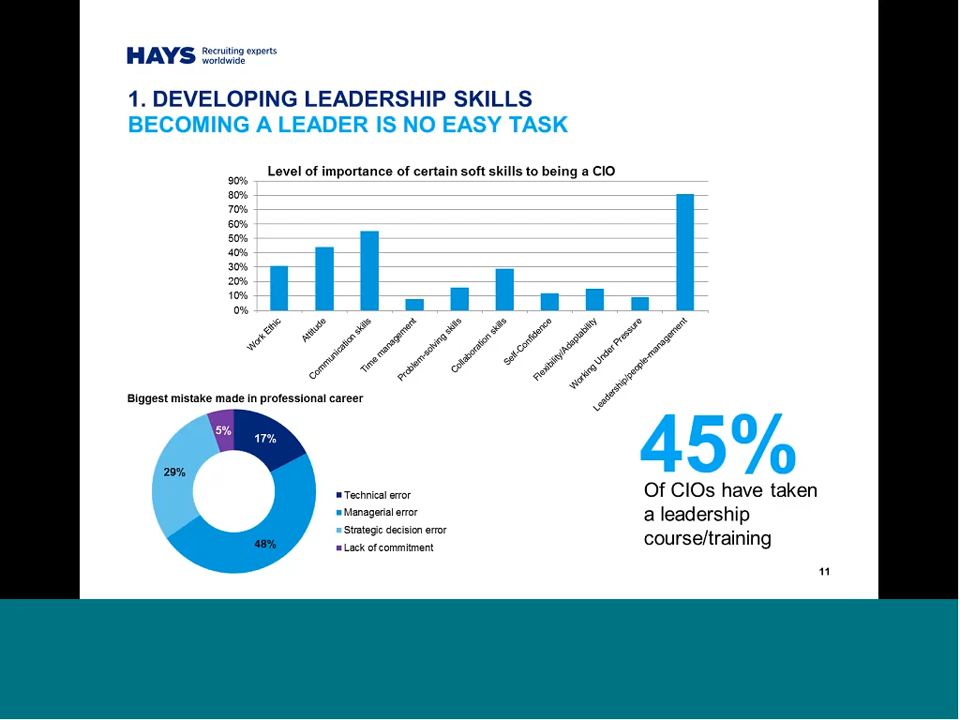 HAYS Recruiting experts
worldwide
1. DEVELOPING LEADERSHIP SKILLS
BECOMING A LEADER IS NO EASY TASK
Level of importance of certain soft skills to being a CIO
90%
80%
70%
60%
50%
40%
30%
20%
10%
0%
Work Ethic
Attitude
Communication skills
Time management
Problem-solving skills
Collaboration skills
Self-Confidence
Flexibility/Adaptability
Working Under Pressure
Leadership/people-management
Biggest mistake made in professional career
5%
17%
29%
48%
Technical error
Managerial error
Strategic decision error
Lack of commitment
45%
Of CIOs have taken
a leadership
course/training
11